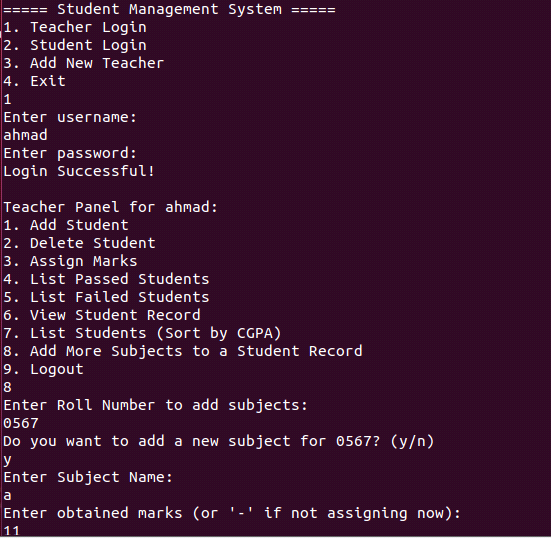 ===== Student Management System =====
1. Teacher Login
2. Student Login
3. Add New Teacher
4. Exit
1
Enter username:
ahmad
Enter password:
Login Successful!

Teacher Panel for ahmad:
1. Add Student
2. Delete Student
3. Assign Marks
4. List Passed Students
5. List Failed Students
6. View Student Record
7. List Students (Sort by CGPA)
8. Add More Subjects to a Student Record
9. Logout
8
Enter Roll Number to add subjects:
0567
Do you want to add a new subject for 0567? (y/n)
y
Enter Subject Name:
a
Enter obtained marks (or '-' if not assigning now):
11